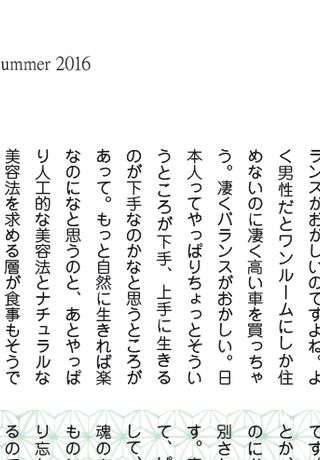 ummer 2016
ランスがおかしいのですよね。よ
く男性だとワンルームにしか住
めないのに凄く高い車を買っちゃ
う。凄くバランスがおかしい。日
本人ってやっぱりちょっとそうい
うところが下手、上手に生きる
のが下手なのかなと思うところが
あって。もっと自然に生きれば楽
なのになと思うのと、あとやっぱ
り人工的な美容法とナチュラルな
美容法を求める層が食事もそうで
てす
とか、
のに
別さ
す。
て、
して、
魂の
もの
り忘
るの